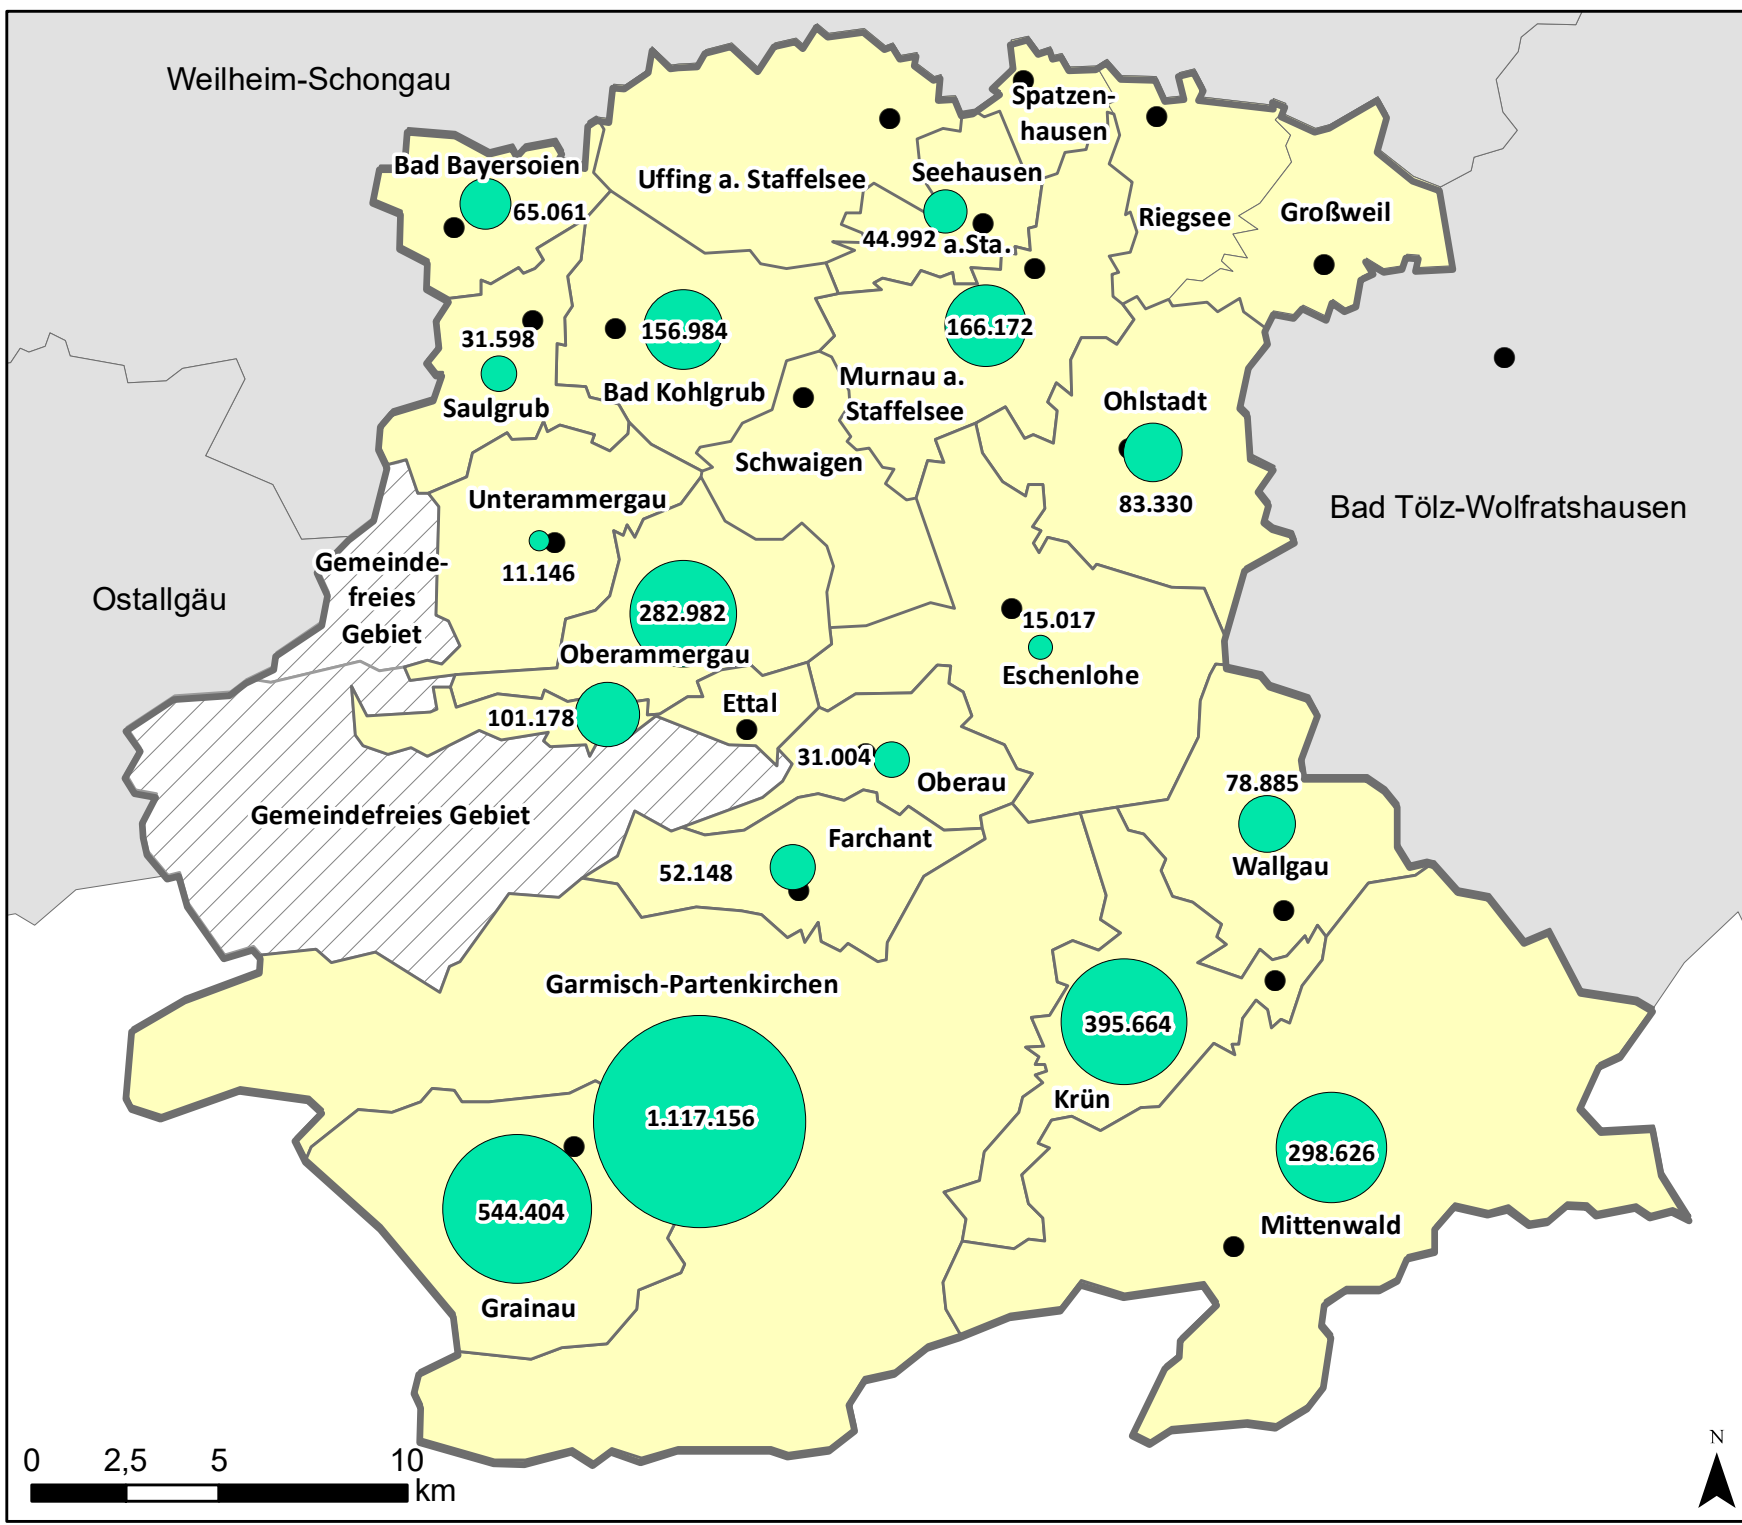 Weilheim-Schongau
Spatzen-
hausen
Bad Bayersoien
65.061
Uffing a. Staffelsee
Seehausen
a.Sta.
44.992
Riegsee
Großweil
31.598
Saulgrub
156.984
Bad Kohlgrub
166.172
Murnau a.
Staffelsee
Ohlstadt
83.330
Schwaigen
Unterammergau
11.146
Bad Tölz-Wolfratshausen
Gemeinde-
freies
Gebiet
Ostallgäu
282.982
Oberammergau
15.017
Eschenlohe
101.178
Ettal
31.004
Oberau
78.885
Wallgau
Gemeindefreies Gebiet
Farchant
52.148
Garmisch-Partenkirchen
1.117.156
395.664
Krün
298.626
Mittenwald
544.404
Grainau
0 2,5 5 10
km
N